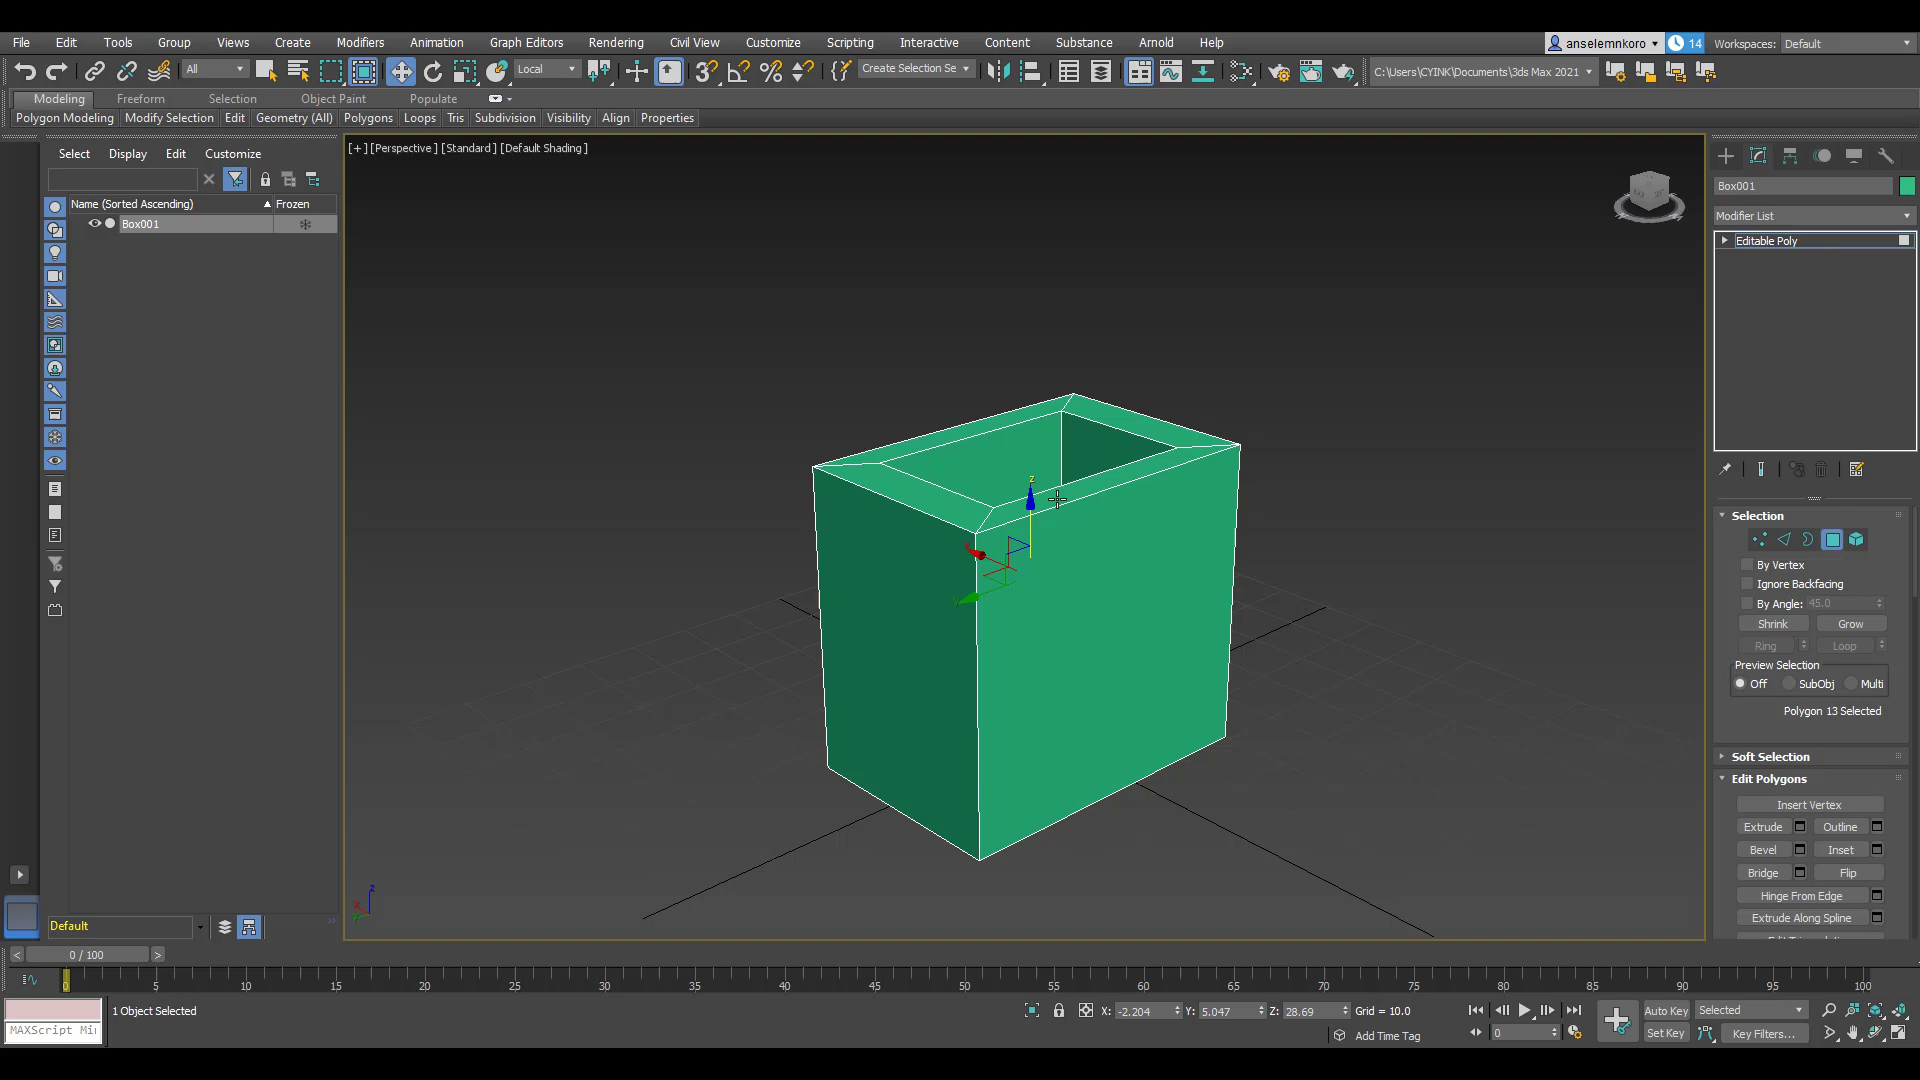 File Edit Tools Group Views Create Modifiers Animation Graph Editors Rendering Civil View Customize Scripting Interactive Content Substance Arnold Help
anselemnkoro 14 Workspaces: Default
All Local Create Selection Se C:\Users\CYINK\Documents\3ds Max 2021
Modeling Freeform Selection Object Paint Populate
Polygon Modeling Modify Selection Edit Geometry (All) Polygons Loops Tris Subdivision Visibility Align Properties
Select Display Edit Customize
Name (Sorted Ascending) Frozen
Box001
[+] [Perspective ] [Standard ] [Default Shading ]
z
x
y
z
x
y
Box001
Modifier List
Editable Poly
Selection
By Vertex
Ignore Backfacing
By Angle: 45.0
Shrink Grow
Ring Loop
Preview Selection
Off SubObj Multi
Polygon 13 Selected
Soft Selection
Edit Polygons
Insert Vertex
Extrude Outline
Bevel Inset
Bridge Flip
Hinge From Edge
Extrude Along Spline
Default
< 0 / 100 >
0 5 10 15 20 25 30 35 40 45 50 55 60 65 70 75 80 85 90 95 100
MAXScript Mi
1 Object Selected
X: -2.204 Y: 5.047 Z: 28.69 Grid = 10.0
Add Time Tag
0
Auto Key Selected
Set Key Key Filters...